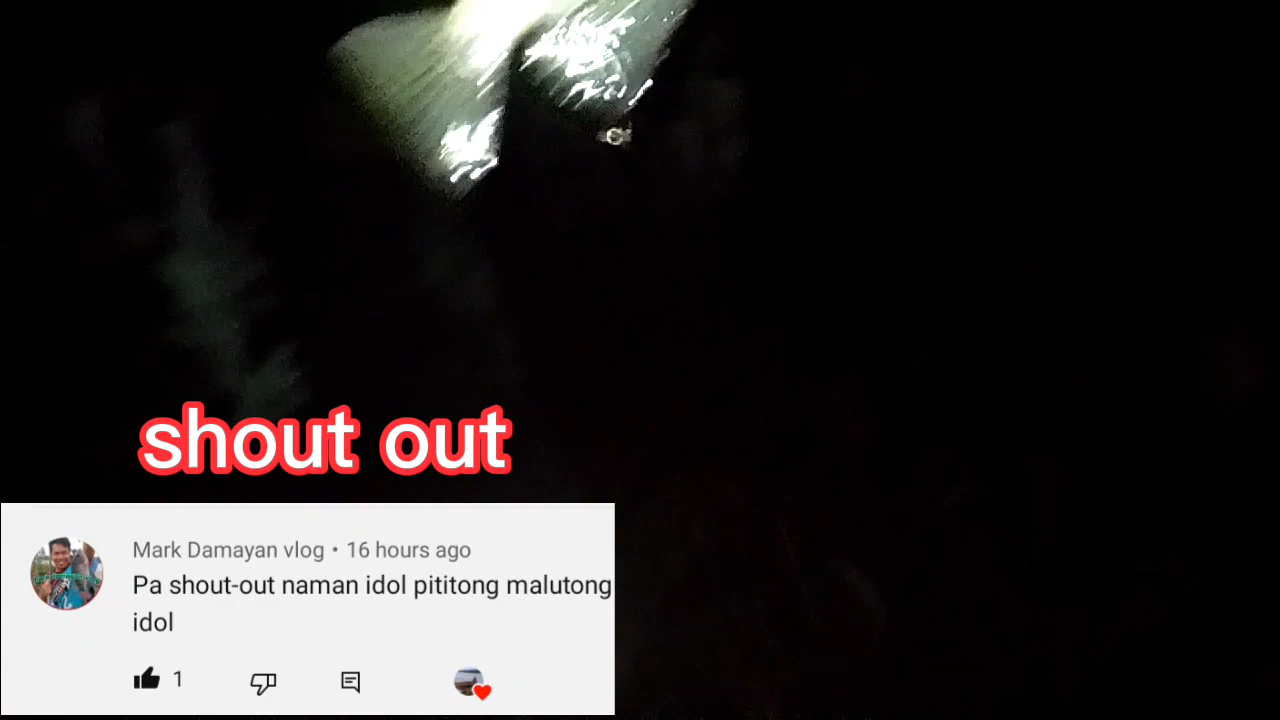 shout out
Mark Damayan vlog • 16 hours ago
Pa shout-out naman idol pititong malutong
idol
1